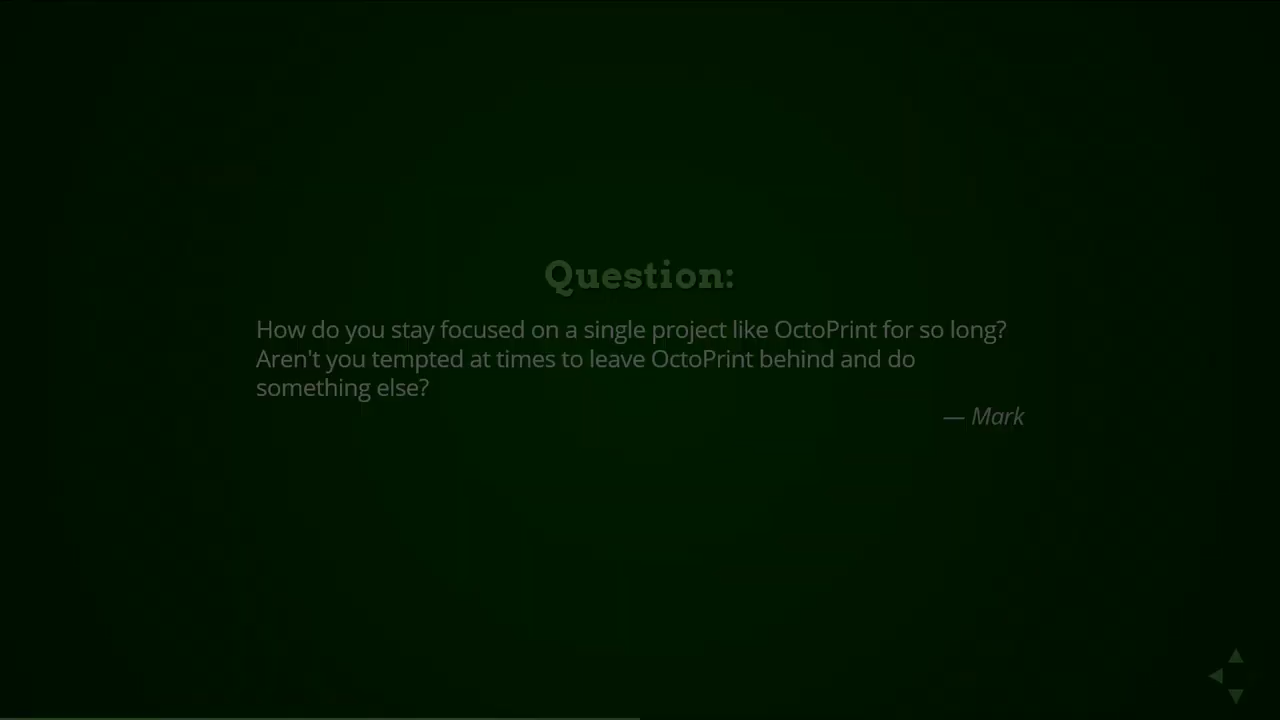 Question:
How do you stay focused on a single project like OctoPrint for so long?
Aren't you tempted at times to leave OctoPrint behind and do
something else?
— Mark